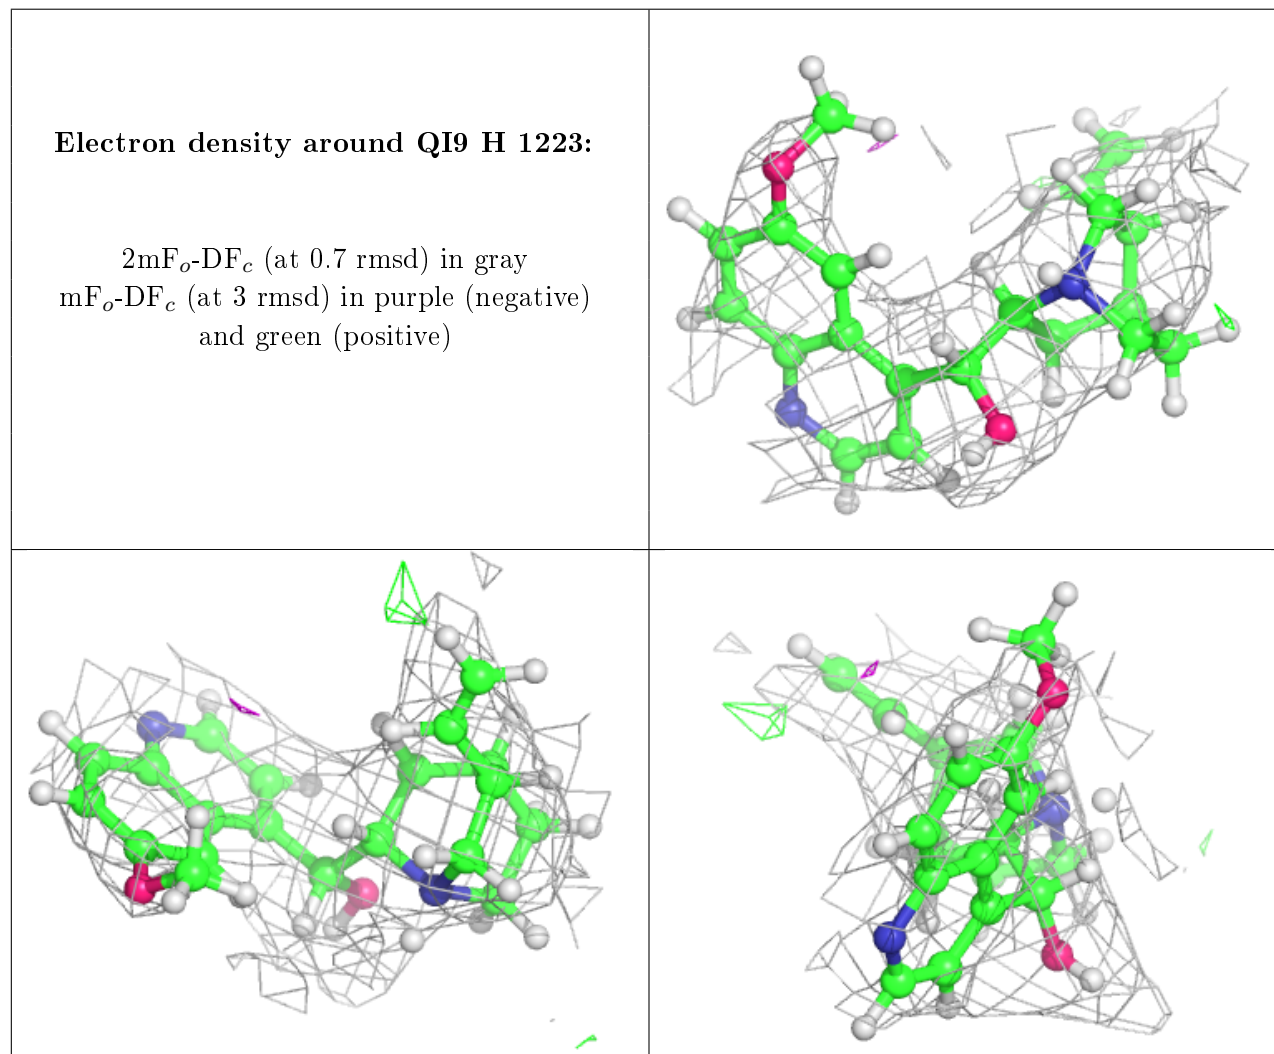 Electron density around QI9 H 1223:
2mFo-DFc (at 0.7 rmsd) in gray
mFo-DFc (at 3 rmsd) in purple (negative)
and green (positive)